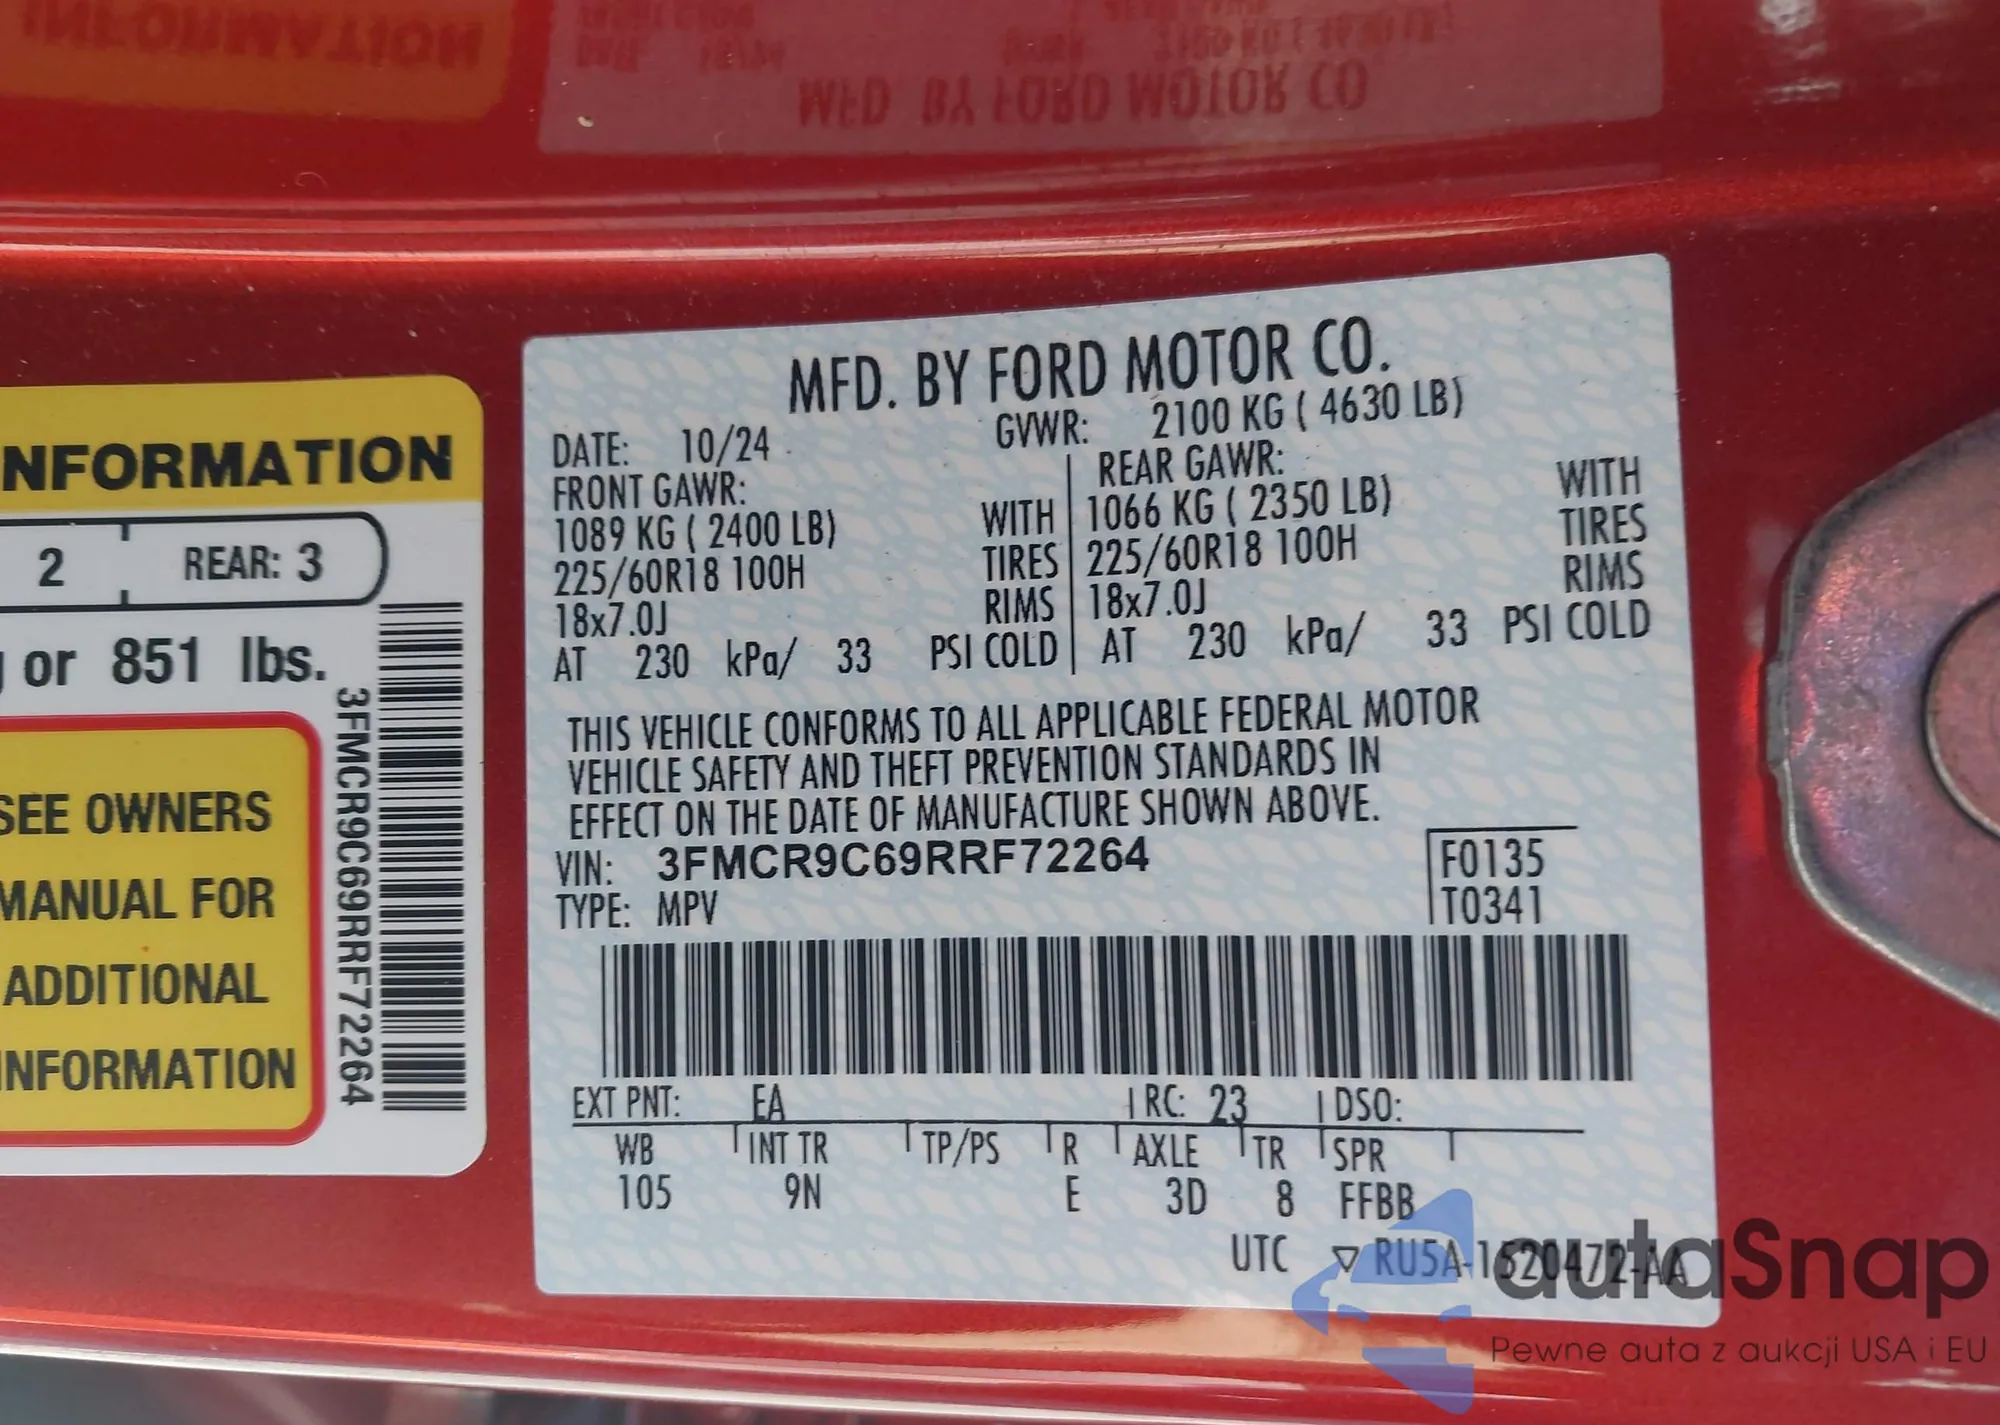 INFORMATION
MFD. BY FORD MOTOR CO
NFORMATION
2 REAR: 3
or 851 lbs.
SEE OWNERS
MANUAL FOR
ADDITIONAL
INFORMATION
3FMCR9C69RRF72264
MFD. BY FORD MOTOR CO.
DATE: 10/24 GVWR: 2100 KG ( 4630 LB)
FRONT GAWR: REAR GAWR:
1089 KG ( 2400 LB) WITH 1066 KG ( 2350 LB) WITH
225/60R18 100H TIRES 225/60R18 100H TIRES
18x7.0J RIMS 18x7.0J RIMS
AT 230 kPa/ 33 PSI COLD AT 230 kPa/ 33 PSI COLD
THIS VEHICLE CONFORMS TO ALL APPLICABLE FEDERAL MOTOR
VEHICLE SAFETY AND THEFT PREVENTION STANDARDS IN
EFFECT ON THE DATE OF MANUFACTURE SHOWN ABOVE.
VIN: 3FMCR9C69RRF72264 F0135
TYPE: MPV T0341
EXT PNT: EA RC: 23 DSO:
WB INT TR TP/PS R AXLE TR SPR
105 9N E 3D 8 FFBB
UTC ▽ RU5A-1520472-AA
autaSnap
Pewne auta z aukcji USA i EU